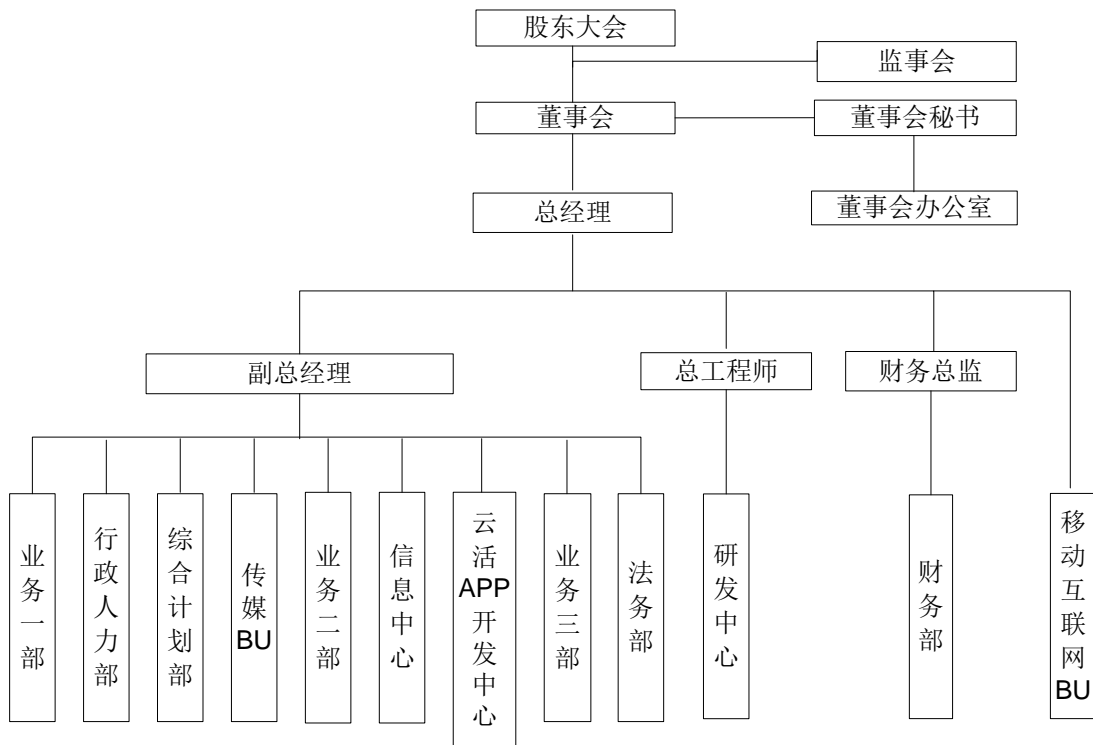 股东大会
监事会
董事会
董事会秘书
总经理
董事会办公室
副总经理
总工程师
财务总监
业务一部
行政人力部
综合计划部
传媒BU
业务二部
信息中心
云活APP开发中心
业务三部
法务部
研发中心
财务部
移动互联网BU